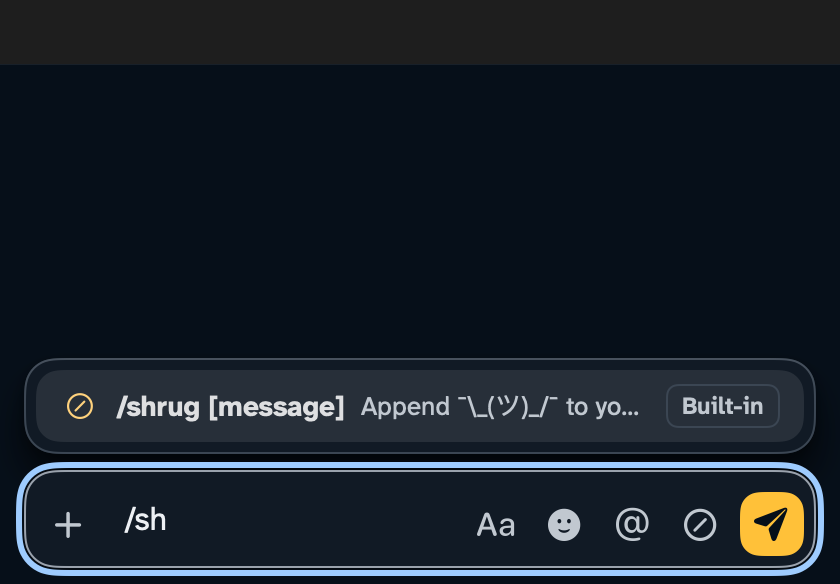 /shrug [message] Append ¯\_(ツ)_/¯ to yo... Built-in
/sh Aa @